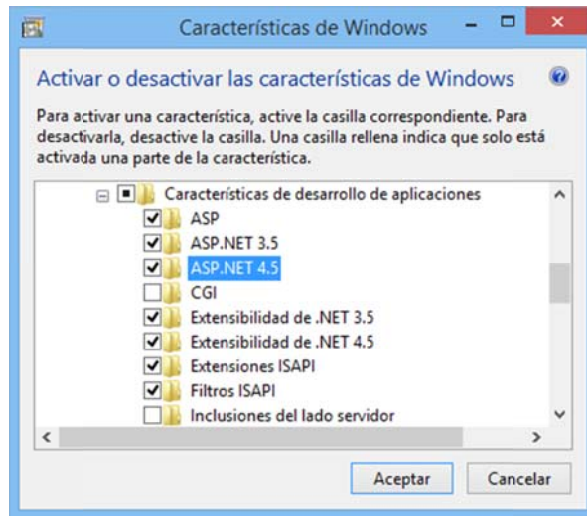 Características de Windows
Activar o desactivar las características de Windows
Para activar una característica, active la casilla correspondiente. Para
desactivarla, desactive la casilla. Una casilla rellena indica que solo está
activada una parte de la característica.
Características de desarrollo de aplicaciones
ASP
ASP.NET 3.5
ASP.NET 4.5
CGI
Extensibilidad de .NET 3.5
Extensibilidad de .NET 4.5
Extensiones ISAPI
Filtros ISAPI
Inclusiones del lado servidor
Aceptar
Cancelar